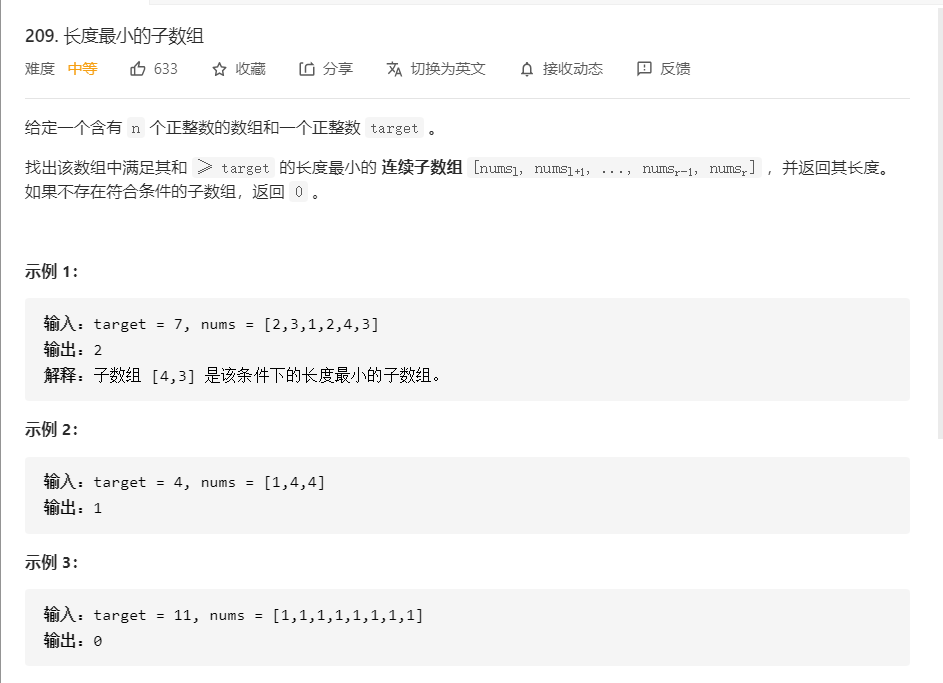 209. 长度最小的子数组
难度 中等 633 收藏 分享 切换为英文 接收动态 反馈
给定一个含有 n 个正整数的数组和一个正整数 target 。
找出该数组中满足其和 ≥ target 的长度最小的 连续子数组 [numsl, numsl+1, ..., numsr-1, numsr] ，并返回其长度。
如果不存在符合条件的子数组，返回 0 。
示例 1：
输入：target = 7, nums = [2,3,1,2,4,3]
输出：2
解释：子数组 [4,3] 是该条件下的长度最小的子数组。
示例 2：
输入：target = 4, nums = [1,4,4]
输出：1
示例 3：
输入：target = 11, nums = [1,1,1,1,1,1,1,1]
输出：0